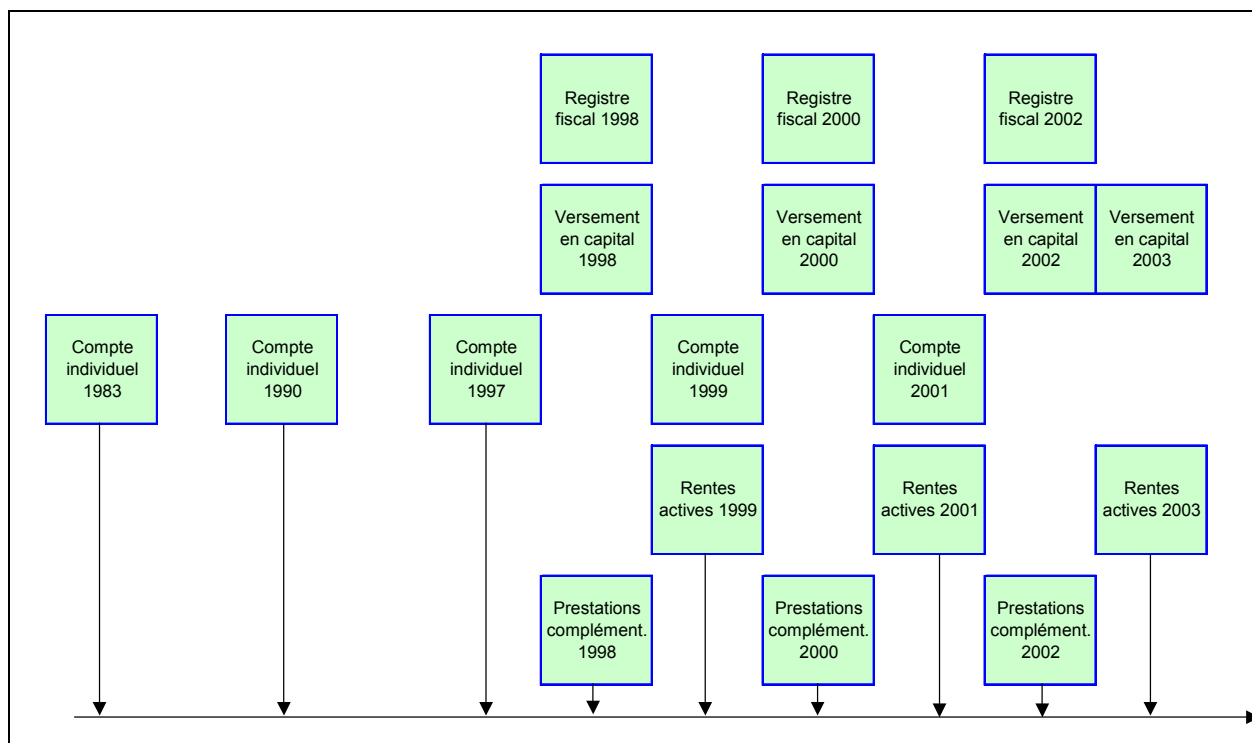 Registre
fiscal 1998
Registre
fiscal 2000
Registre
fiscal 2002
Versement
en capital
1998
Versement
en capital
2000
Versement
en capital
2002
Versement
en capital
2003
Compte
individuel
1983
Compte
individuel
1990
Compte
individuel
1997
Compte
individuel
1999
Compte
individuel
2001
Rentes
actives 1999
Rentes
actives 2001
Rentes
actives 2003
Prestations
complément.
1998
Prestations
complément.
2000
Prestations
complément.
2002